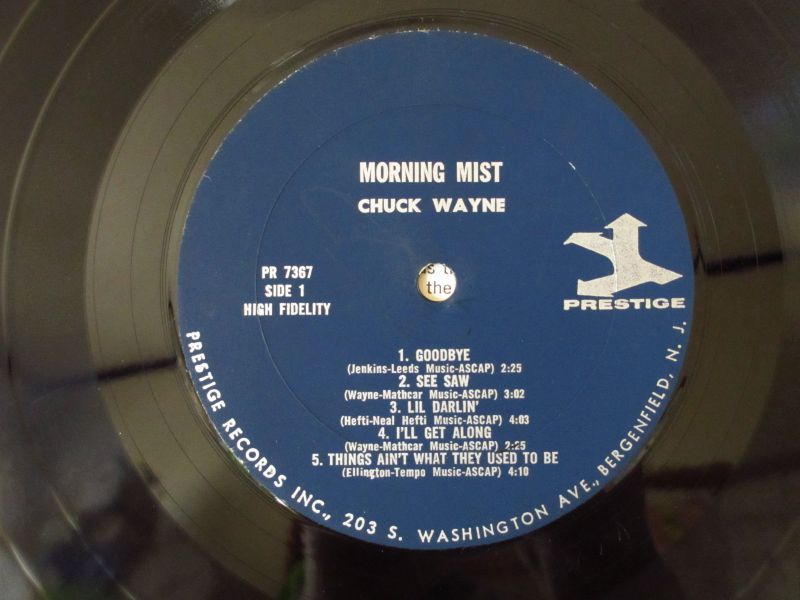 MORNING MIST
CHUCK WAYNE
PR 7367
SIDE 1
HIGH FIDELITY
the
PRESTIGE
1. GOODBYE
(Jenkins-Leeds Music-ASCAP) 2:25
2. SEE SAW
(Wayne-Mathcar Music-ASCAP) 3:02
3. LIL DARLIN'
(Hefti-Neal Hefti Music-ASCAP) 4:03
4. I'LL GET ALONG
(Wayne-Mathcar Music-ASCAP) 2:25
5. THINGS AIN'T WHAT THEY USED TO BE
(Ellington-Tempo Music-ASCAP) 4:10
PRESTIGE RECORDS INC., 203 S. WASHINGTON AVE., BERGENFIELD, N. J.